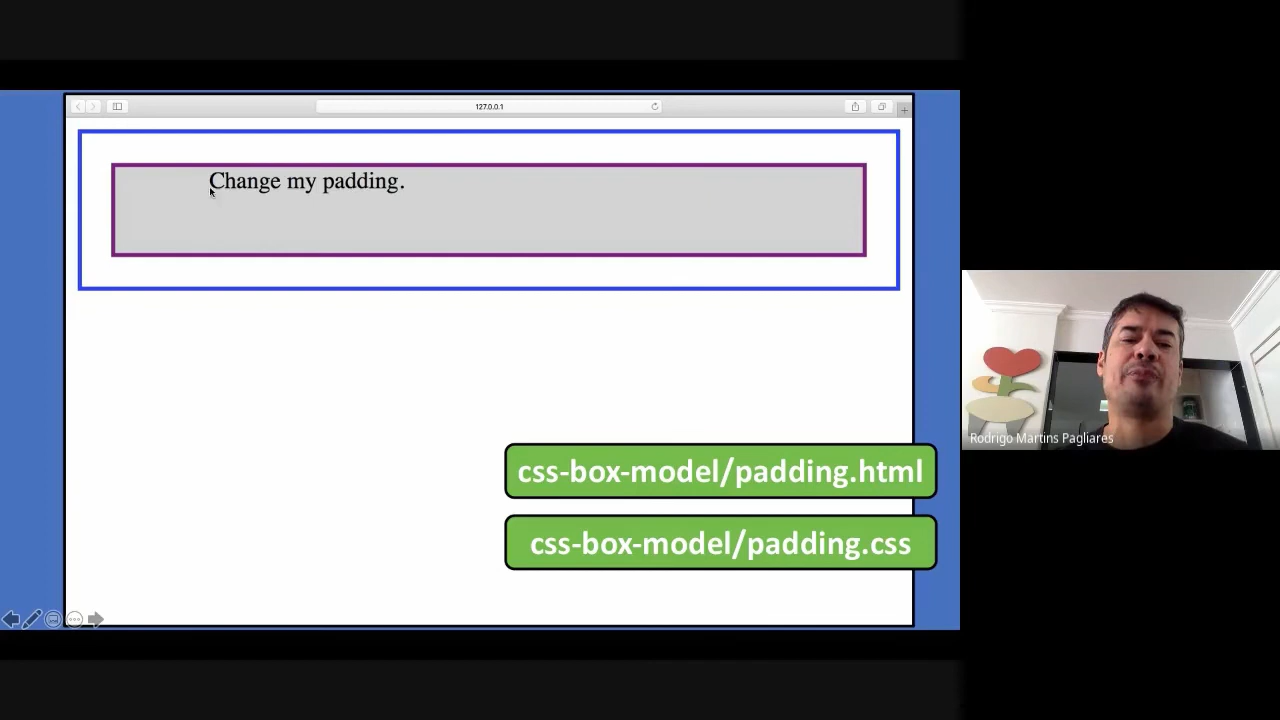 127.0.0.1
Change my padding.
Rodrigo Martins Pagliares
css-box-model/padding.html
css-box-model/padding.css